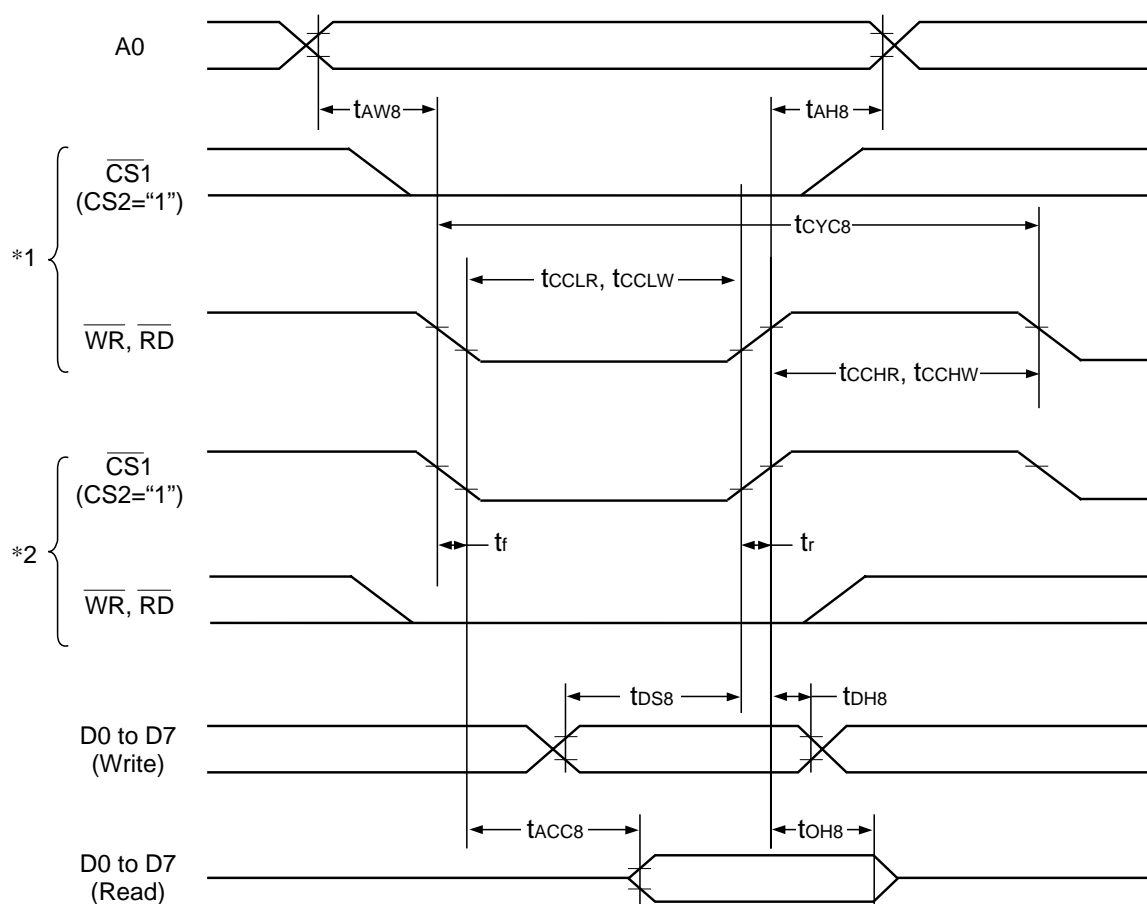 A0
tAW8
tAH8
CS1
(CS2=“1”)
tCYC8
*1
tCCLR, tCCLW
WR, RD
tCCHR, tCCHW
CS1
(CS2=“1”)
*2
tf
tr
WR, RD
tDS8
tDH8
D0 to D7
(Write)
tACC8
tOH8
D0 to D7
(Read)